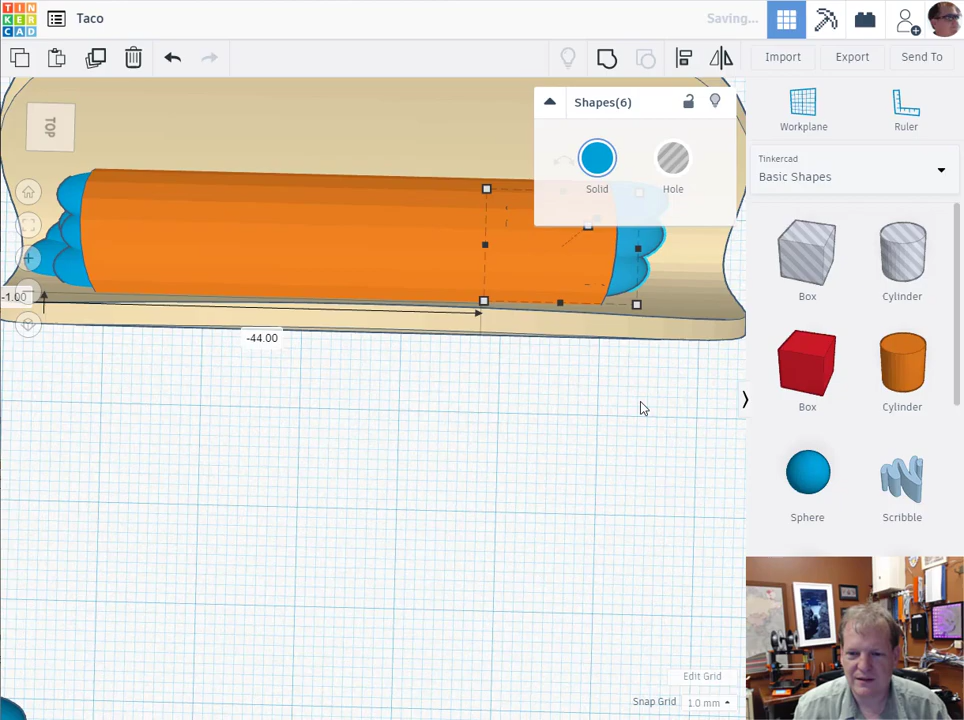 TIN
KER
CAD
Taco
Saving...
Import
Export
Send To
Shapes(6)
Solid
Hole
TOP
Workplane
Ruler
Tinkercad
Basic Shapes
Box
Cylinder
Box
Cylinder
Sphere
Scribble
-1.00
-44.00
Edit Grid
Snap Grid
1.0 mm